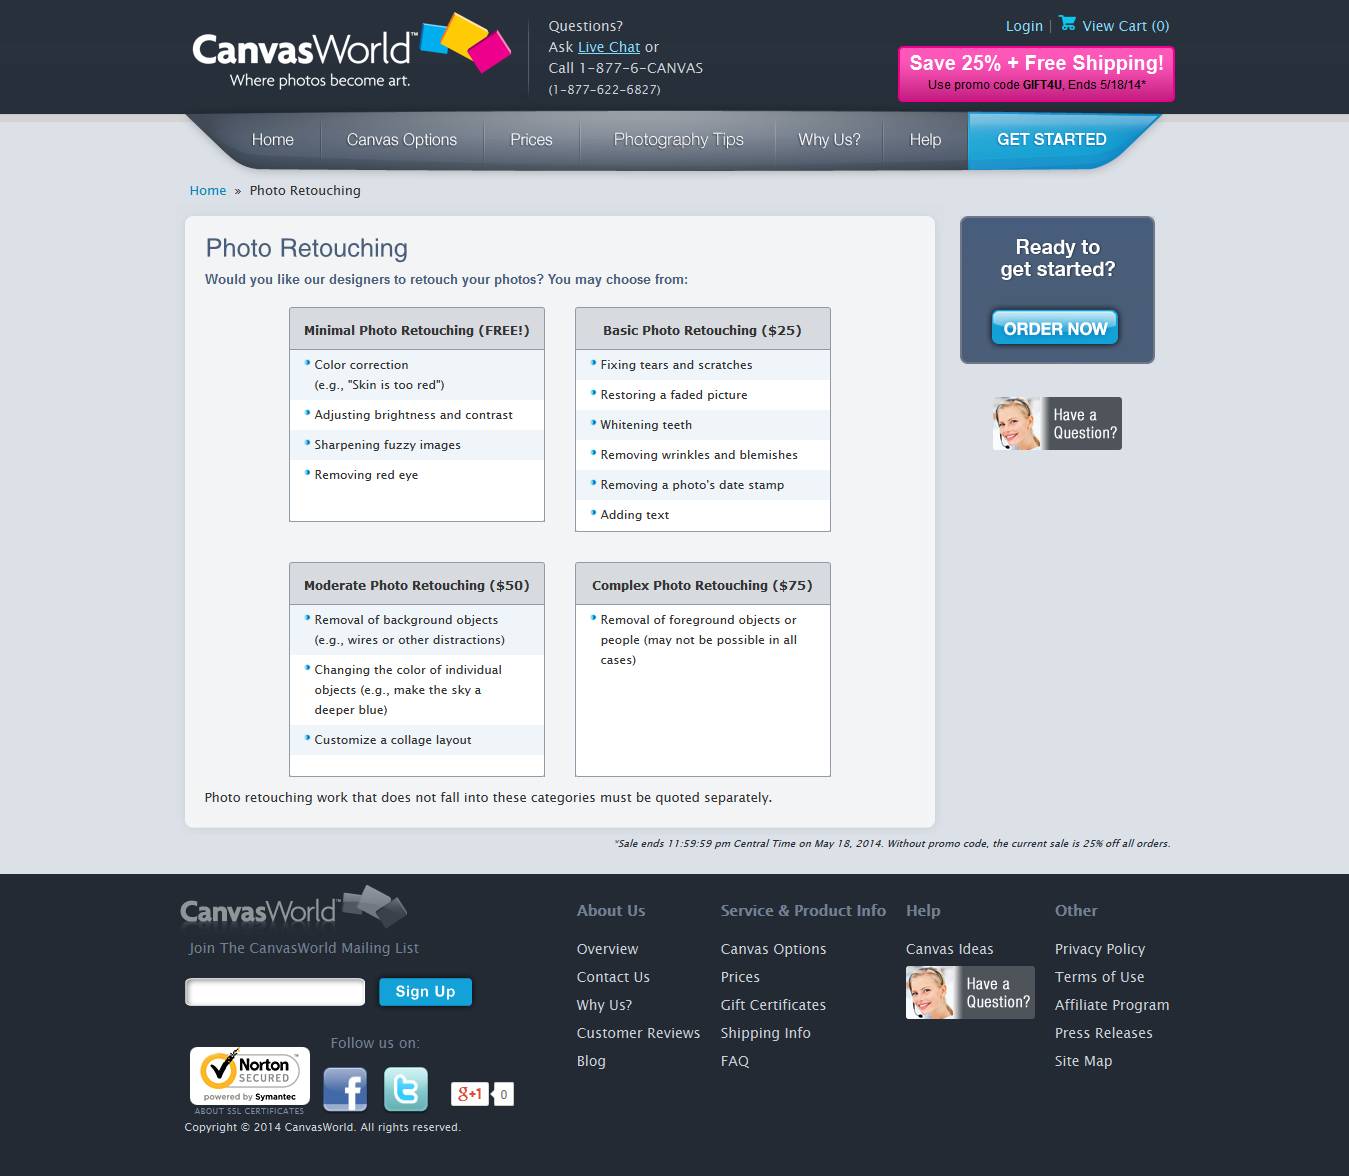 CanvasWorld™
Where photos become art.
Questions?
Ask Live Chat or
Call 1-877-6-CANVAS
(1-877-622-6827)
Login | View Cart (0)
Save 25% + Free Shipping!
Use promo code GIFT4U, Ends 5/18/14*
Home
Canvas Options
Prices
Photography Tips
Why Us?
Help
GET STARTED
Home » Photo Retouching
Photo Retouching
Would you like our designers to retouch your photos? You may choose from:
Minimal Photo Retouching (FREE!)
Color correction
(e.g., "Skin is too red")
Adjusting brightness and contrast
Sharpening fuzzy images
Removing red eye
Basic Photo Retouching ($25)
Fixing tears and scratches
Restoring a faded picture
Whitening teeth
Removing wrinkles and blemishes
Removing a photo's date stamp
Adding text
Moderate Photo Retouching ($50)
Removal of background objects
(e.g., wires or other distractions)
Changing the color of individual
objects (e.g., make the sky a
deeper blue)
Customize a collage layout
Complex Photo Retouching ($75)
Removal of foreground objects or
people (may not be possible in all
cases)
Photo retouching work that does not fall into these categories must be quoted separately.
Ready to
get started?
ORDER NOW
Have a
Question?
*Sale ends 11:59:59 pm Central Time on May 18, 2014. Without promo code, the current sale is 25% off all orders.
CanvasWorld™
Join The CanvasWorld Mailing List
Sign Up
Follow us on:
Norton™
SECURED
powered by Symantec
ABOUT SSL CERTIFICATES
g+1
0
Copyright © 2014 CanvasWorld. All rights reserved.
About Us
Overview
Contact Us
Why Us?
Customer Reviews
Blog
Service & Product Info
Canvas Options
Prices
Gift Certificates
Shipping Info
FAQ
Help
Canvas Ideas
Have a
Question?
Other
Privacy Policy
Terms of Use
Affiliate Program
Press Releases
Site Map